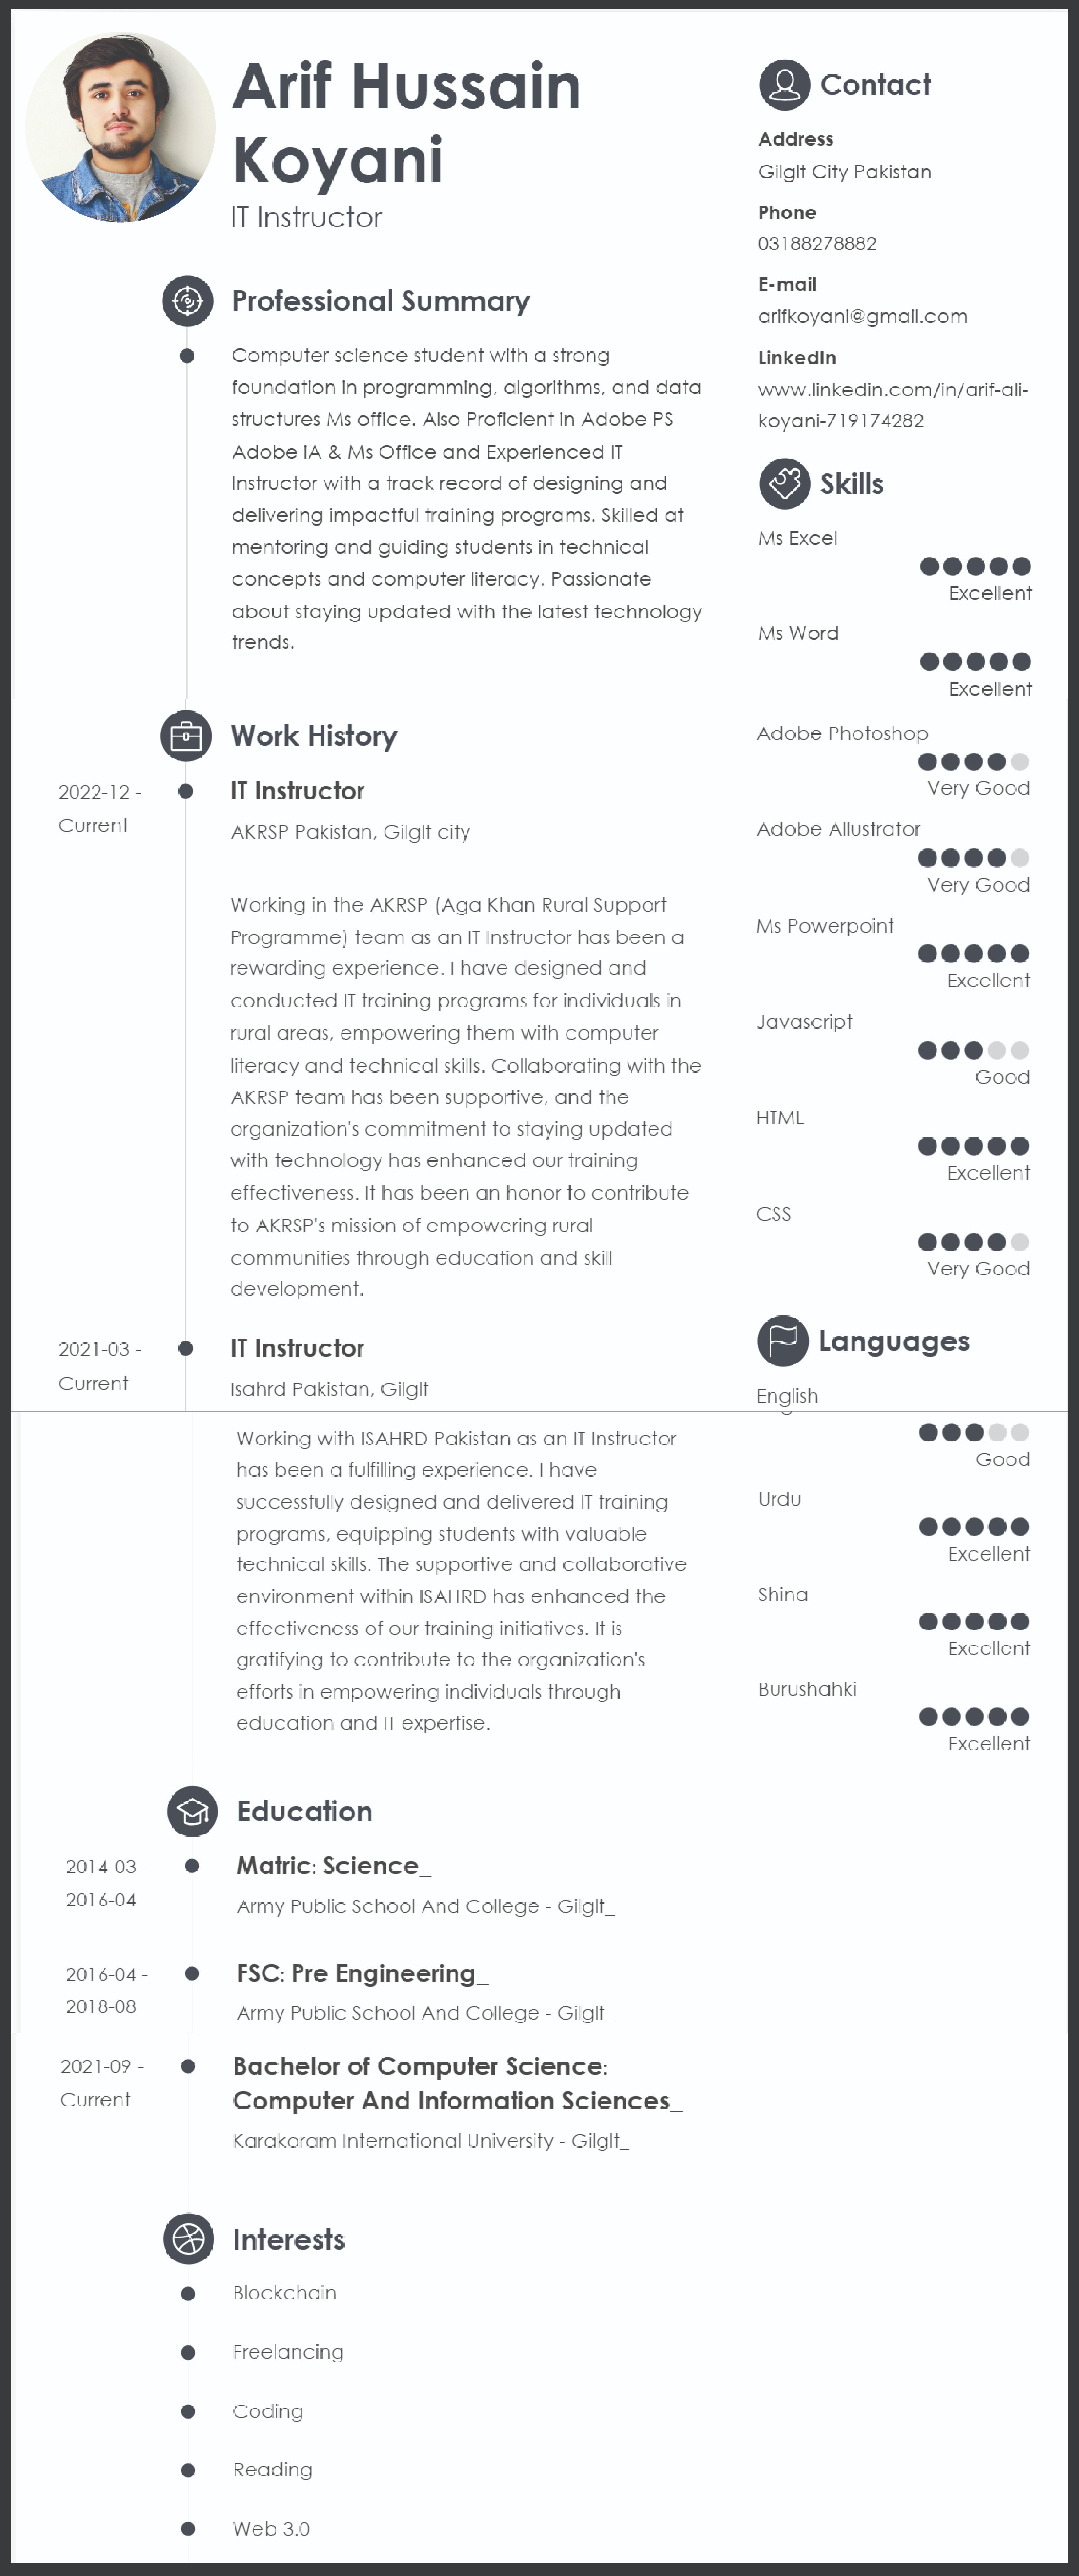 Arif Hussain
Koyani
IT Instructor
Professional Summary
Computer science student with a strong
foundation in programming, algorithms, and data
structures Ms office. Also Proficient in Adobe PS
Adobe iA & Ms Office and Experienced IT
Instructor with a track record of designing and
delivering impactful training programs. Skilled at
mentoring and guiding students in technical
concepts and computer literacy. Passionate
about staying updated with the latest technology
trends.
Work History
2022-12 -
Current
IT Instructor
AKRSP Pakistan, GilgIt city
Working in the AKRSP (Aga Khan Rural Support
Programme) team as an IT Instructor has been a
rewarding experience. I have designed and
conducted IT training programs for individuals in
rural areas, empowering them with computer
literacy and technical skills. Collaborating with the
AKRSP team has been supportive, and the
organization's commitment to staying updated
with technology has enhanced our training
effectiveness. It has been an honor to contribute
to AKRSP's mission of empowering rural
communities through education and skill
development.
2021-03 -
Current
IT Instructor
Isahrd Pakistan, GilgIt
Working with ISAHRD Pakistan as an IT Instructor
has been a fulfilling experience. I have
successfully designed and delivered IT training
programs, equipping students with valuable
technical skills. The supportive and collaborative
environment within ISAHRD has enhanced the
effectiveness of our training initiatives. It is
gratifying to contribute to the organization's
efforts in empowering individuals through
education and IT expertise.
Education
2014-03 -
2016-04
Matric: Science_
Army Public School And College - GilgIt_
2016-04 -
2018-08
FSC: Pre Engineering_
Army Public School And College - GilgIt_
2021-09 -
Current
Bachelor of Computer Science:
Computer And Information Sciences_
Karakoram International University - GilgIt_
Interests
Blockchain
Freelancing
Coding
Reading
Web 3.0
Contact
Address
GilgIt City Pakistan
Phone
03188278882
E-mail
arifkoyani@gmail.com
LinkedIn
www.linkedin.com/in/arif-ali-
koyani-719174282
Skills
Ms Excel
Excellent
Ms Word
Excellent
Adobe Photoshop
Very Good
Adobe Allustrator
Very Good
Ms Powerpoint
Excellent
Javascript
Good
HTML
Excellent
CSS
Very Good
Languages
English
Good
Urdu
Excellent
Shina
Excellent
Burushahki
Excellent